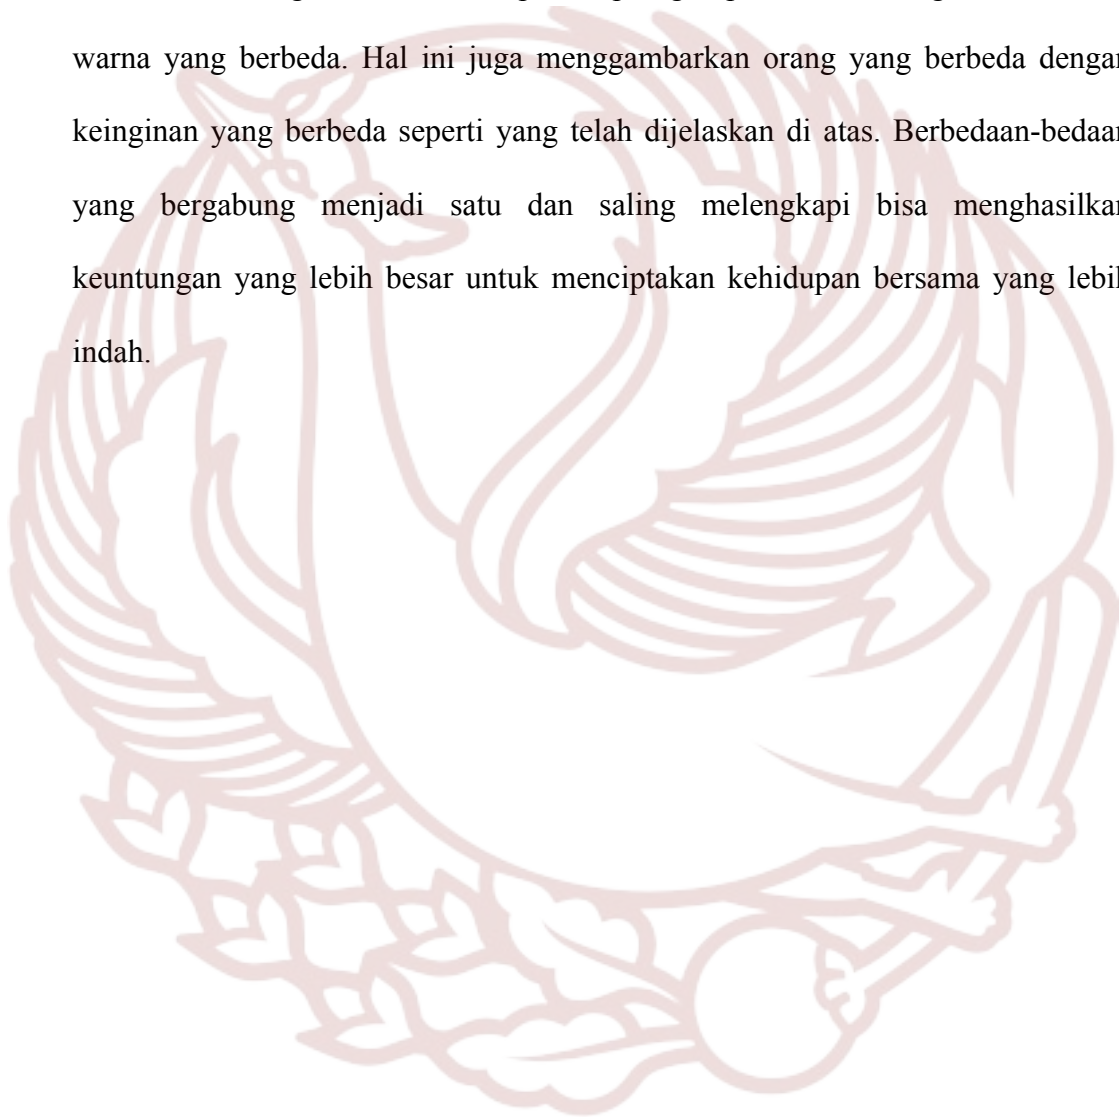 warna yang berbeda. Hal ini juga menggambarkan orang yang berbeda dengan
keinginan yang berbeda seperti yang telah dijelaskan di atas. Berbedaan-bedaan
yang bergabung menjadi satu dan saling melengkapi bisa menghasilkan
keuntungan yang lebih besar untuk menciptakan kehidupan bersama yang lebih
indah.